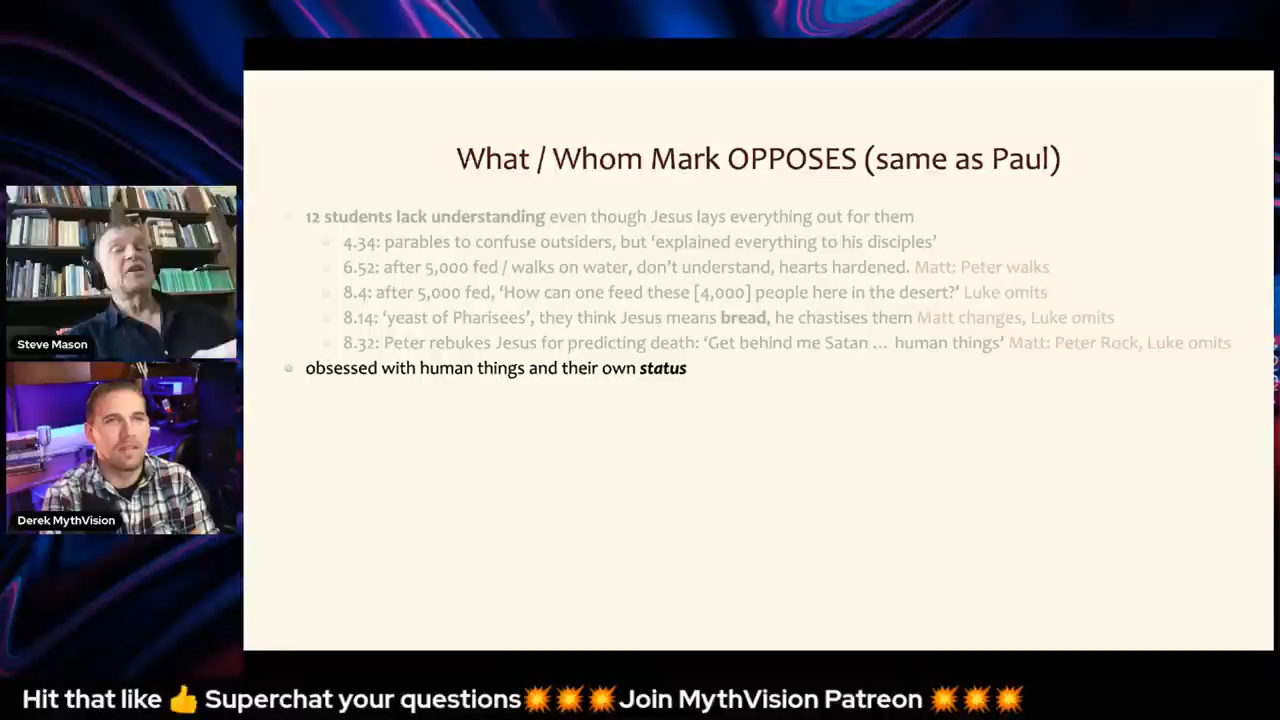 What / Whom Mark OPPOSES (same as Paul)
12 students lack understanding even though Jesus lays everything out for them
4.34: parables to confuse outsiders, but ‘explained everything to his disciples’
6.52: after 5,000 fed / walks on water, don’t understand, hearts hardened. Matt: Peter walks
8.4: after 5,000 fed, ‘How can one feed these [4,000] people here in the desert?’ Luke omits
8.14: ‘yeast of Pharisees’, they think Jesus means bread, he chastises them Matt changes, Luke omits
8.32: Peter rebukes Jesus for predicting death: ‘Get behind me Satan … human things’ Matt: Peter Rock, Luke omits
obsessed with human things and their own status
Steve Mason
Derek MythVision
Hit that like 👍 Superchat your questions💥💥💥Join MythVision Patreon 💥💥💥